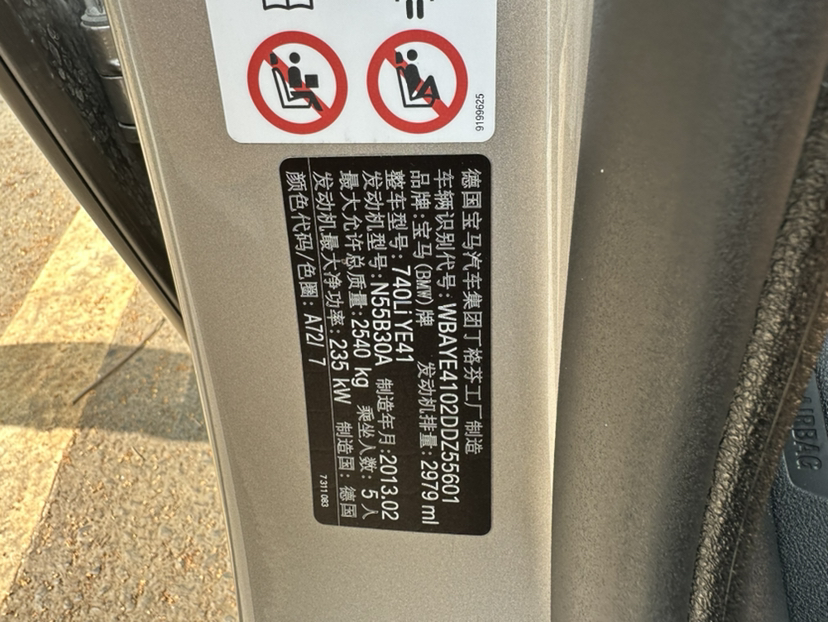 9199625
德国宝马汽车集团丁格芬工厂制造
车辆识别代号: WBAYE4102DDZ55601
品牌:宝马(BMW)牌 发动机排量: 2979 ml
整车型号: 740Li YE41
发动机型号: N55B30A 制造年月: 2013.02
最大允许总质量: 2540 kg 乘坐人数: 5 人
发动机最大净功率: 235 kW 制造国: 德国
颜色代码/色圈: A72/ 7
7 311 083
AIRBAG